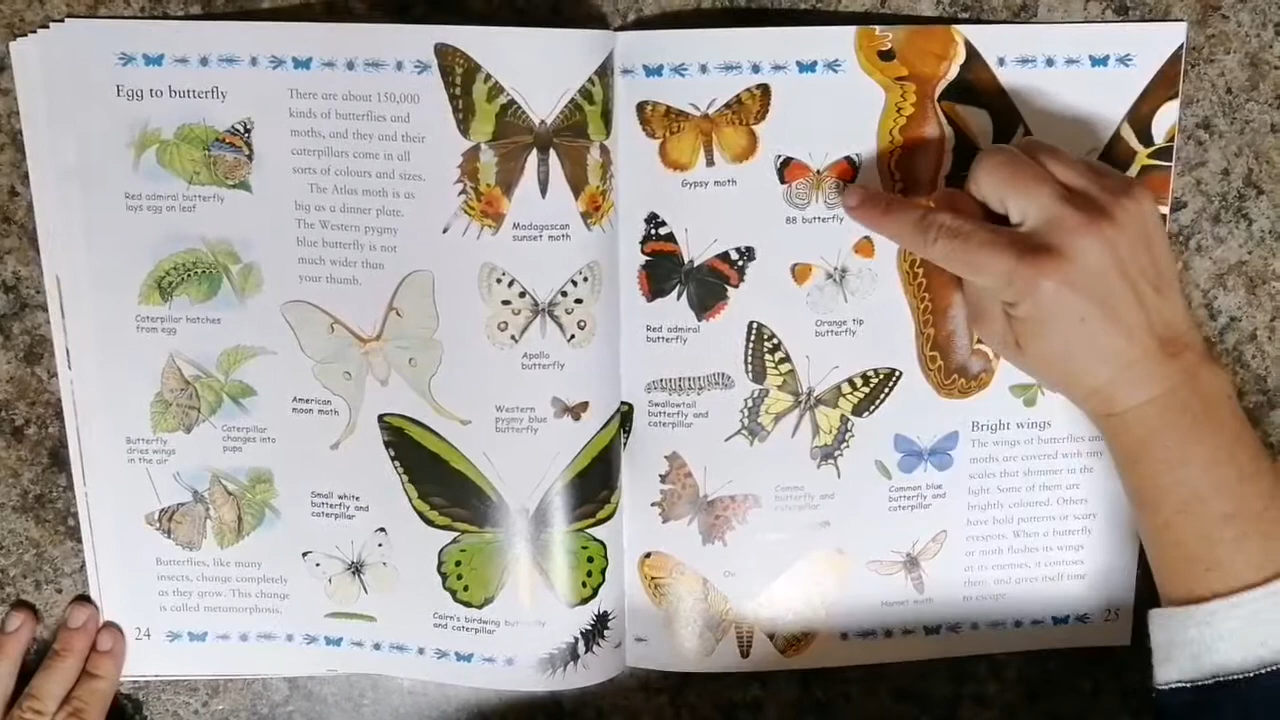 Egg to butterfly
Red admiral butterfly
lays egg on leaf
Caterpillar hatches
from egg
Caterpillar
changes into
pupa
Butterfly
dries wings
in the air
Butterflies, like many
insects, change completely
as they grow. This change
is called metamorphosis.
24
There are about 150,000
kinds of butterflies and
moths, and they and their
caterpillars come in all
sorts of colours and sizes.
The Atlas moth is as
big as a dinner plate.
The Western pygmy
blue butterfly is not
much wider than
your thumb.
Madagascan
sunset moth
Apollo
butterfly
American
moon moth
Western
pygmy blue
butterfly
Small white
butterfly and
caterpillar
Cairn's birdwing butterfly
and caterpillar
Gypsy moth
88 butterfly
Red admiral
butterfly
Orange tip
butterfly
Swallowtail
butterfly and
caterpillar
Comma
butterfly and
caterpillar
Common blue
butterfly and
caterpillar
Hornet moth
Bright wings
The wings of butterflies and
moths are covered with tiny
scales that shimmer in the
light. Some of them are
brightly coloured. Others
have bold patterns or scary
eyespots. When a butterfly
or moth flashes its wings
at its enemies, it confuses
them, and gives itself time
to escape.
25